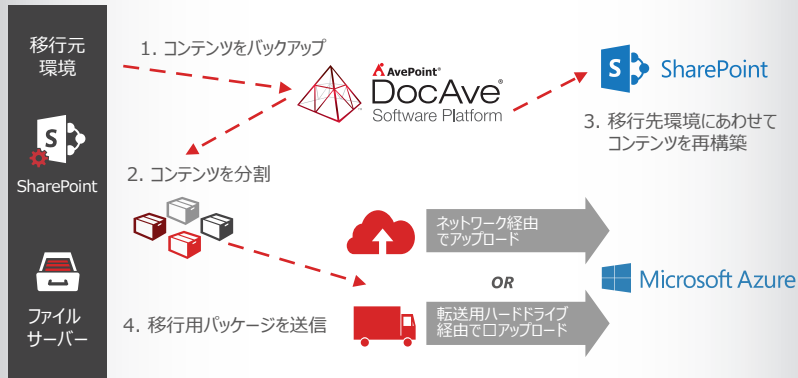 移行元
環境
SharePoint
ファイル
サーバー
1. コンテンツをバックアップ
AvePoint®
DocAve®
Software Platform
SharePoint
3. 移行先環境にあわせて
コンテンツを再構築
2. コンテンツを分割
ネットワーク経由
でアップロード
OR
Microsoft Azure
4. 移行用パッケージを送信
転送用ハードドライブ
経由で□アップロード